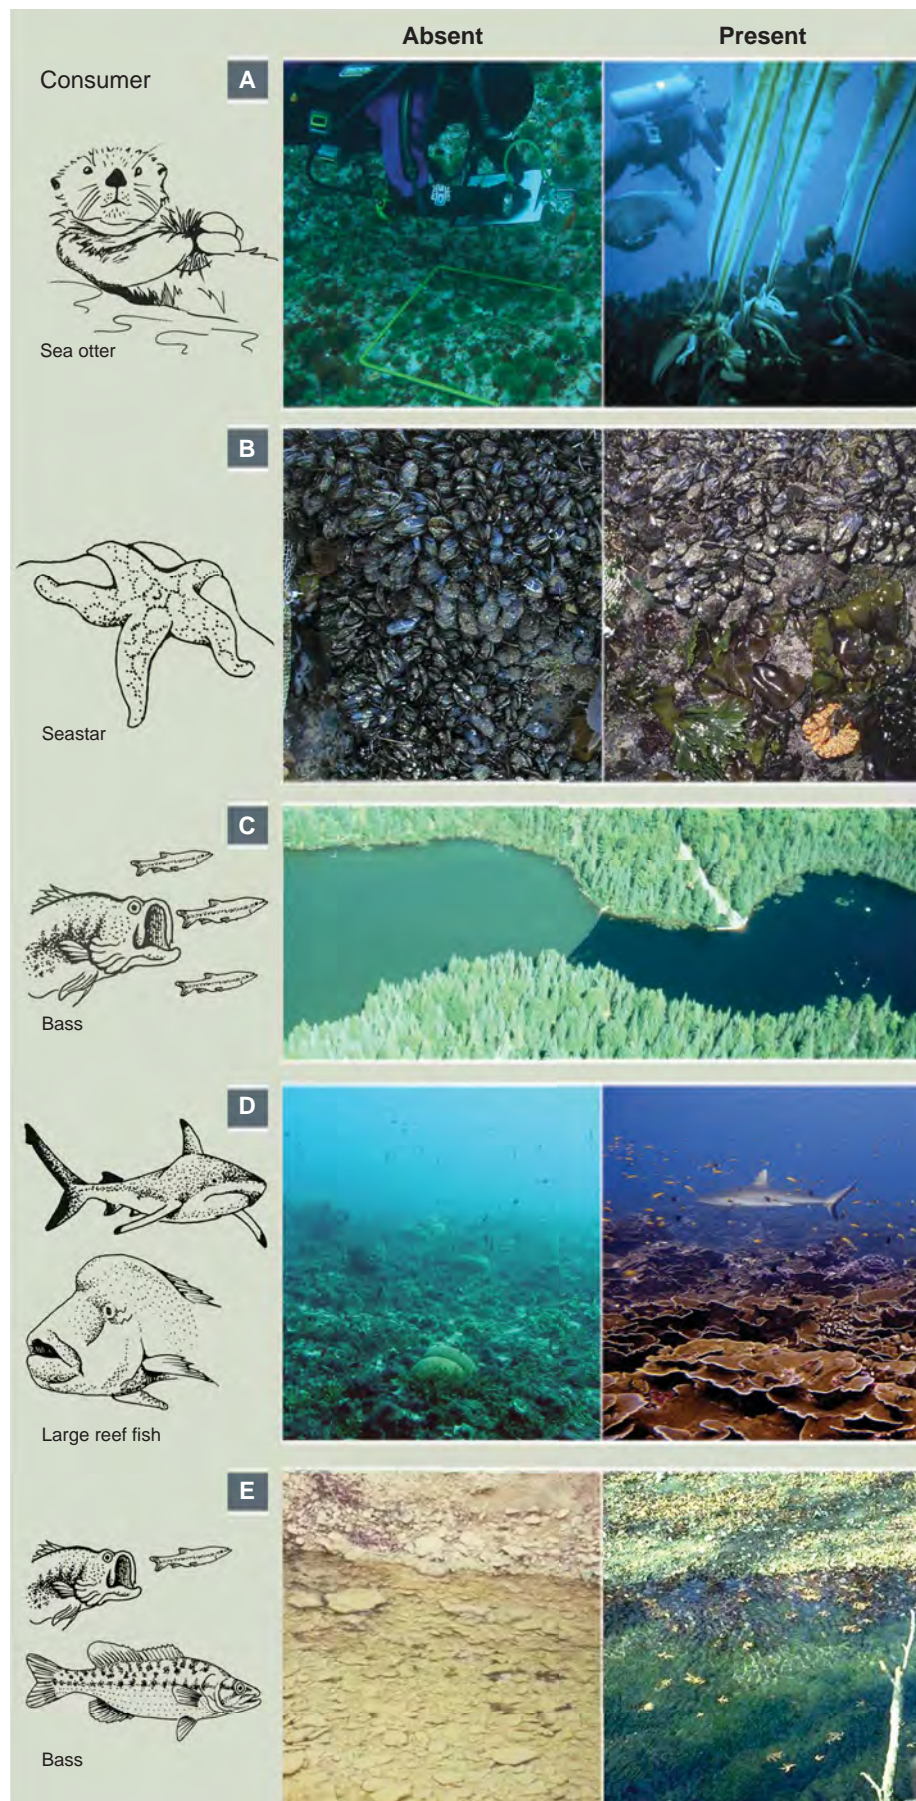 Absent
Present
Consumer
A
Sea otter
B
Seastar
C
Bass
D
Large reef fish
E
Bass